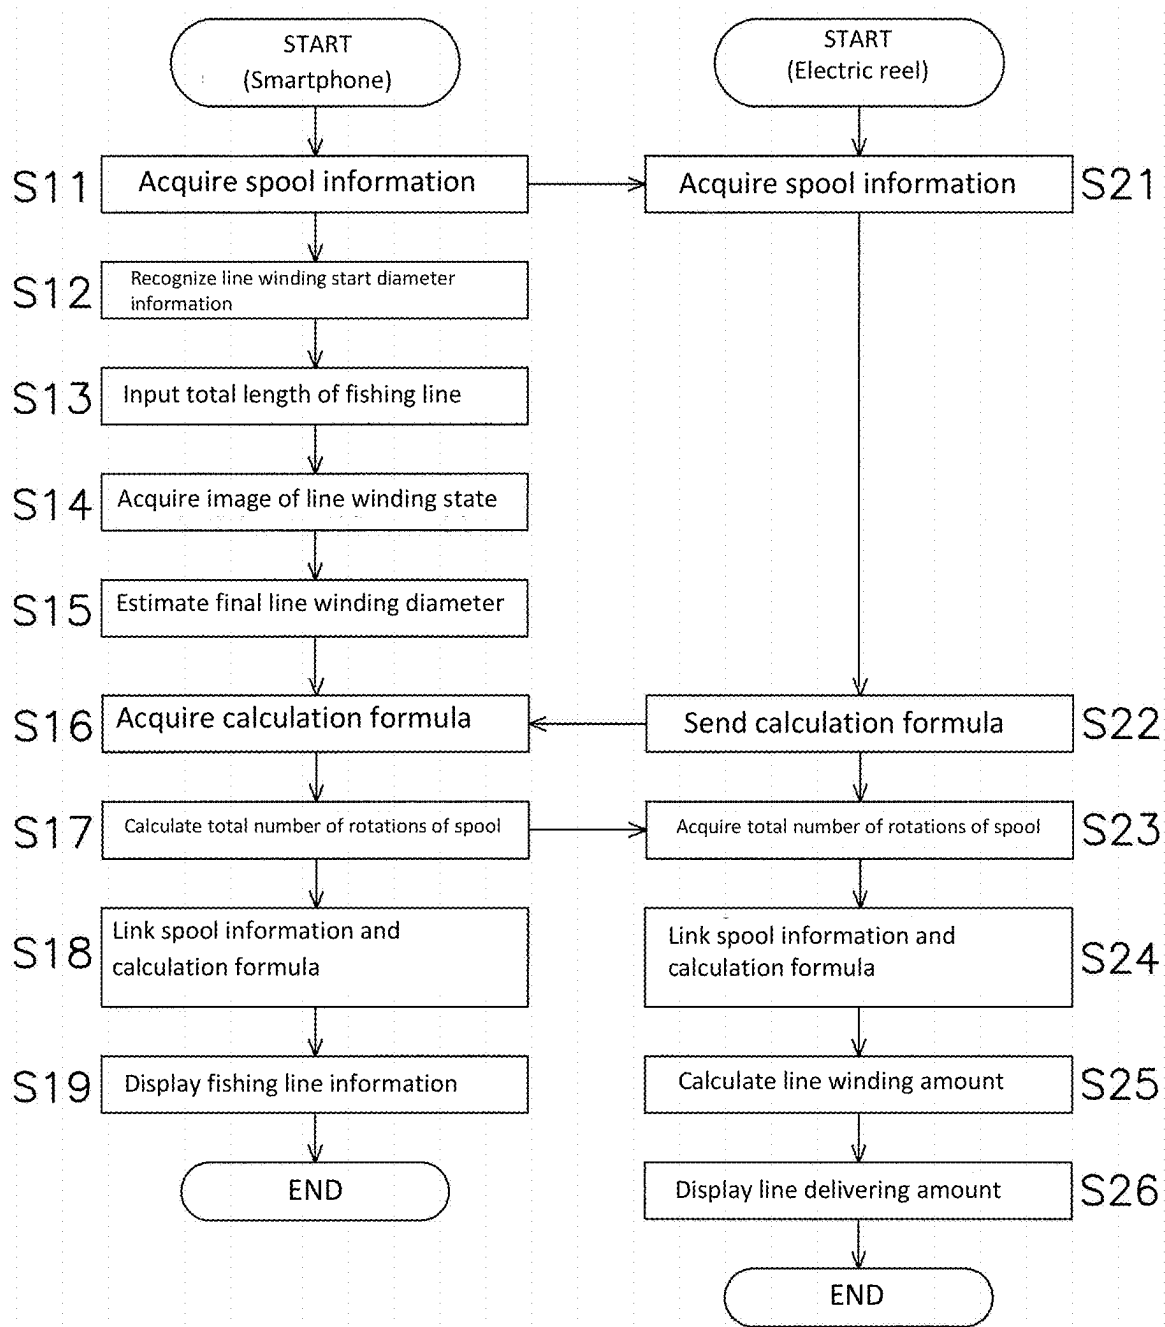 START
(Smartphone)
START
(Electric reel)
S11
Acquire spool information
Acquire spool information
S21
S12
Recognize line winding start diameter
information
S13
Input total length of fishing line
S14
Acquire image of line winding state
S15
Estimate final line winding diameter
S16
Acquire calculation formula
Send calculation formula
S22
S17
Calculate total number of rotations of spool
Acquire total number of rotations of spool
S23
S18
Link spool information and
calculation formula
Link spool information and
calculation formula
S24
S19
Display fishing line information
Calculate line winding amount
S25
END
Display line delivering amount
S26
END